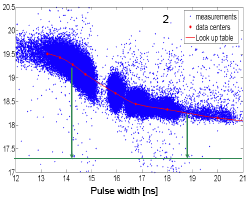 2.
measurements
data centers
Look up table
20.5
20
19.5
19
18.5
18
17.5
17
12 13 14 15 16 17 18 19 20 21
Pulse width [ns]